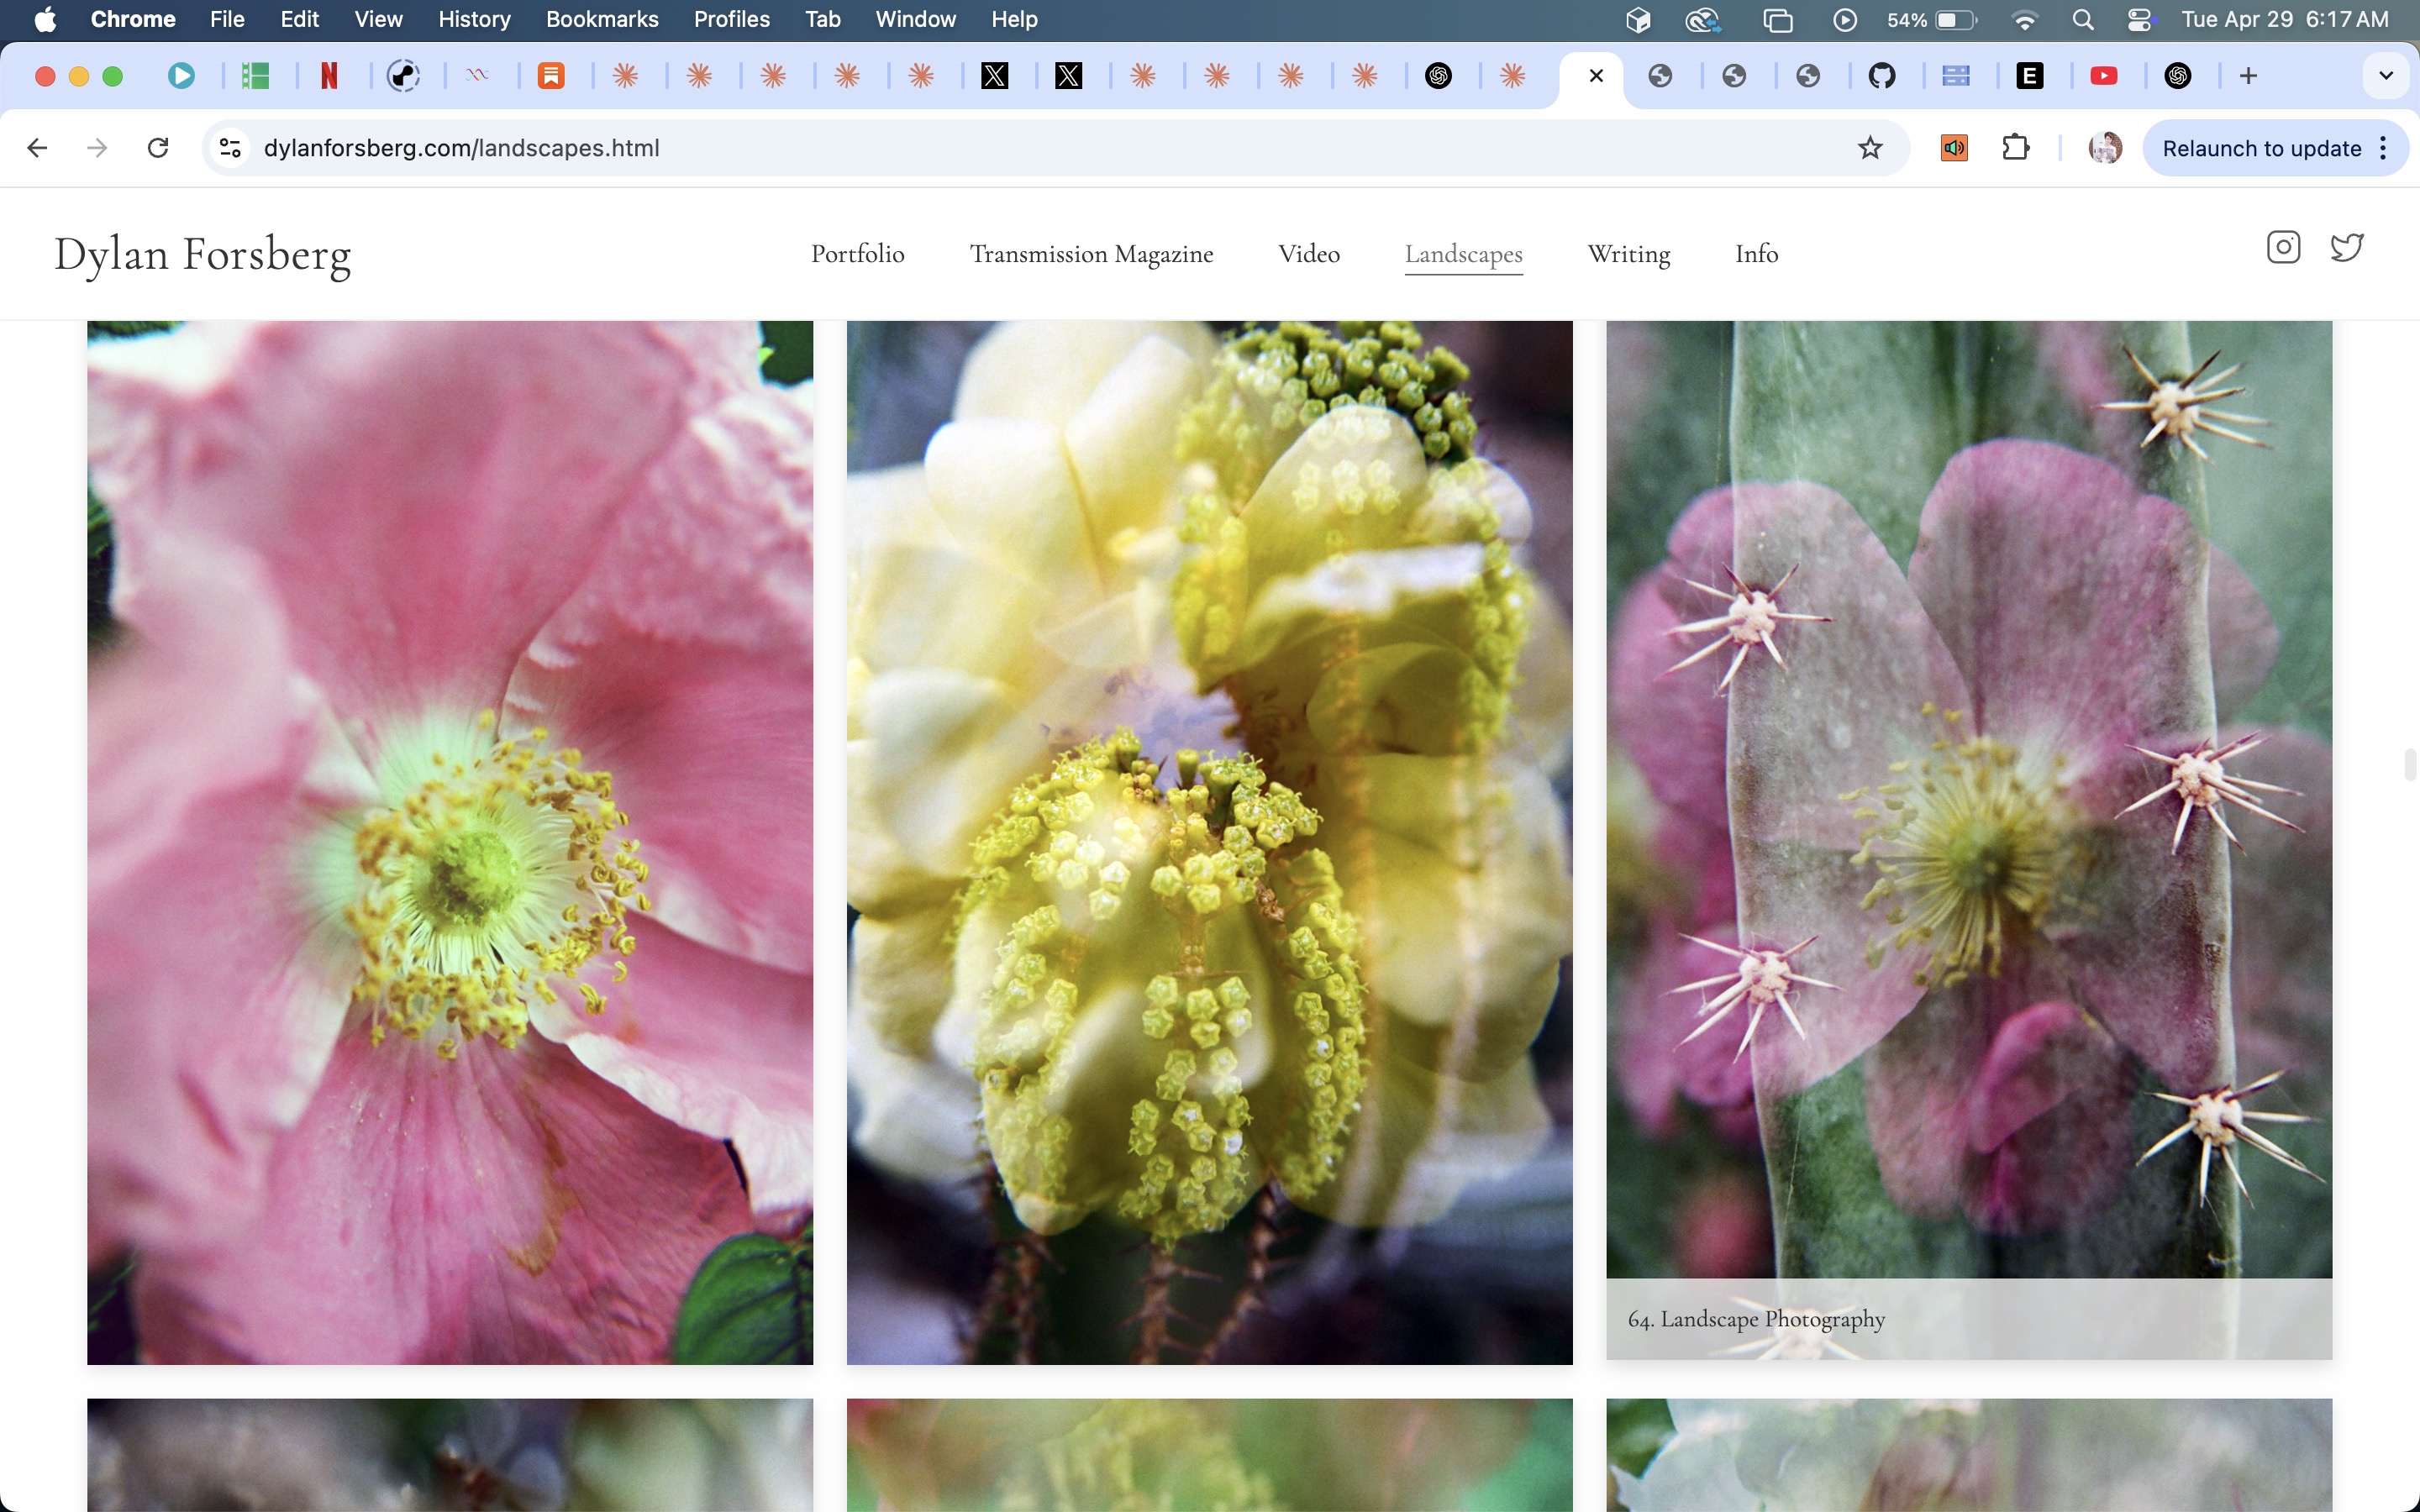 Chrome File Edit View History Bookmarks Profiles Tab Window Help 54% Tue Apr 29 6:17 AM
N X X E
dylanforsberg.com/landscapes.html Relaunch to update
Dylan Forsberg Portfolio Transmission Magazine Video Landscapes Writing Info
64. Landscape Photography